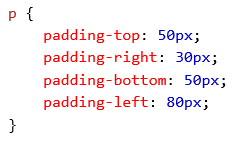 p {
    padding-top: 50px;
    padding-right: 30px;
    padding-bottom: 50px;
    padding-left: 80px;
}